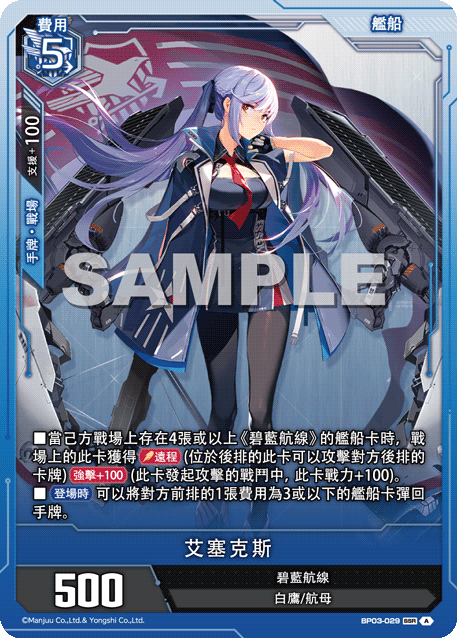 費用
5
艦船
支援+100
手牌・戰場
SAMPLE
ESSEX
■當己方戰場上存在4張或以上《碧藍航線》的艦船卡時，戰
場上的此卡獲得 遠程 (位於後排的此卡可以攻擊對方後排的
卡牌) 強擊+100 (此卡發起攻擊的戰鬥中，此卡戰力+100)。
■ 登場時 可以將對方前排的1張費用為3或以下的艦船卡彈回
手牌。
艾塞克斯
500
碧藍航線
白鷹/航母
©Manjuu Co.,Ltd.& Yongshi Co.,Ltd.
BP03-029 SSR A